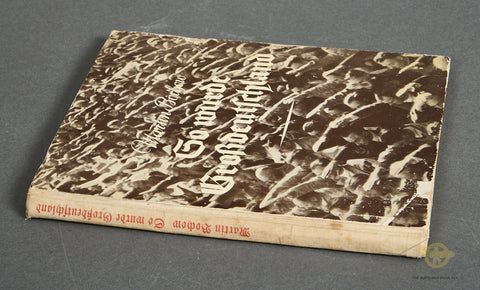 Martin Bochow
So wurde
Großdeutschland
Martin Bochow So wurde Großdeutschland